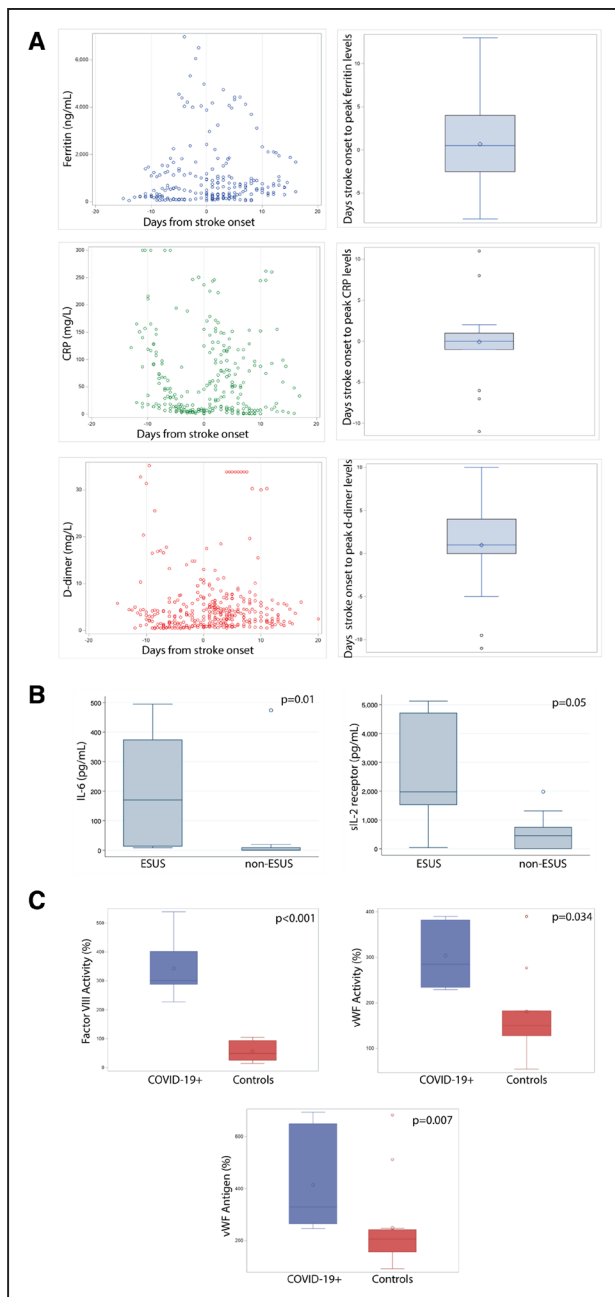 A
Ferritin (ng/mL)
6,000
4,000
2,000
0
-20
-10
0
10
20
Days from stroke onset
Days stroke onset to peak ferritin levels
10
5
0
-5
CRP (mg/L)
300
250
200
150
100
50
0
-20
-10
0
10
20
Days from stroke onset
Days stroke onset to peak CRP levels
10
5
0
-5
-10
D-dimer (mg/L)
30
20
10
0
-20
-10
0
10
20
Days from stroke onset
Days stroke onset to peak d-dimer levels
10
5
0
-5
-10
B
p=0.01
IL-6 (pg/mL)
600
500
400
300
200
100
0
ESUS
non-ESUS
p=0.05
sIL-2 receptor (pg/mL)
5,000
4,000
3,000
2,000
1,000
0
ESUS
non-ESUS
C
p<0.001
Factor VIII Activity (%)
500
400
300
200
100
0
COVID-19+
Controls
p=0.034
vWF Activity (%)
400
300
200
100
COVID-19+
Controls
p=0.007
vWF Antigen (%)
600
400
200
COVID-19+
Controls